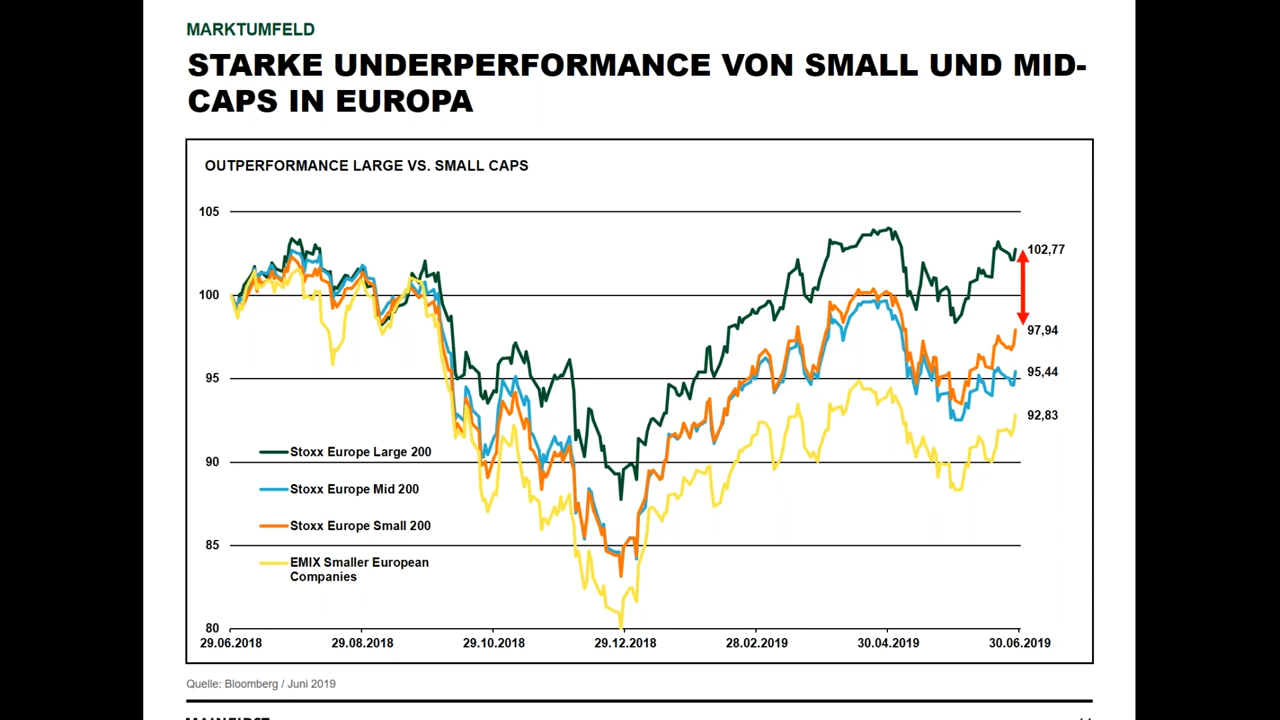 MARKTUMFELD
STARKE UNDERPERFORMANCE VON SMALL UND MID-
CAPS IN EUROPA
OUTPERFORMANCE LARGE VS. SMALL CAPS
105
102,77
100
97,94
95
95,44
92,83
Stoxx Europe Large 200
90
Stoxx Europe Mid 200
Stoxx Europe Small 200
85
EMIX Smaller European
Companies
80
29.06.2018 29.08.2018 29.10.2018 29.12.2018 28.02.2019 30.04.2019 30.06.2019
Quelle: Bloomberg / Juni 2019
MAINFIRST